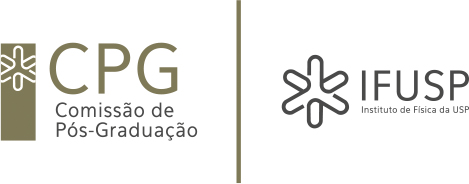 CPG
Comissão de
Pós-Graduação
IFUSP
Instituto de Física da USP